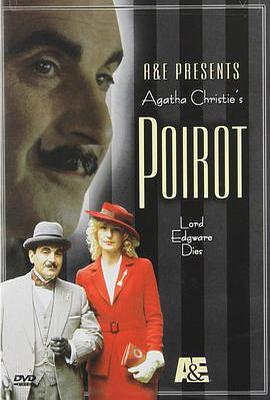 A&E PRESENTS
Agatha Christie's
POIROT
Lord
Edgware
Dies
DVD
A&E